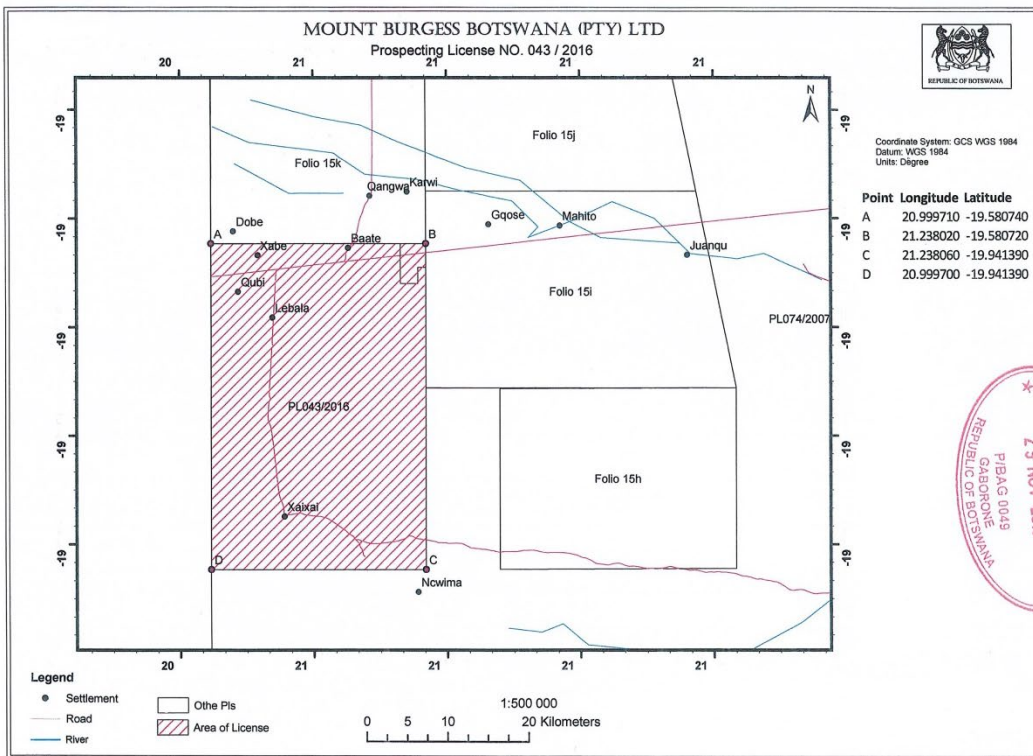 MOUNT BURGESS BOTSWANA (PTY) LTD
Prospecting License NO. 043 / 2016
REPUBLIC OF BOTSWANA
20 21 21 21 21
N
-19 -19
Folio 15j
Folio 15k
Qangwa Karwi
Dobe
Gqose
Mahito
-19 -19
A B
Xabe
Baate
Juanqu
Qubi
Folio 15i
Lebala
PL074/2007
-19 -19
PL043/2016
-19 -19
Folio 15h
Xaixai
-19 -19
D C
Ncwima
20 21 21 21 21
Coordinate System: GCS WGS 1984
Datum: WGS 1984
Units: Degree
Point Longitude Latitude
A 20.999710 -19.580740
B 21.238020 -19.580720
C 21.238060 -19.941390
D 20.999700 -19.941390
P/BAG 0049
GABORONE
REPUBLIC OF BOTSWANA
Legend
Settlement
Road
River
Othe Pls
Area of License
1:500 000
0 5 10 20 Kilometers